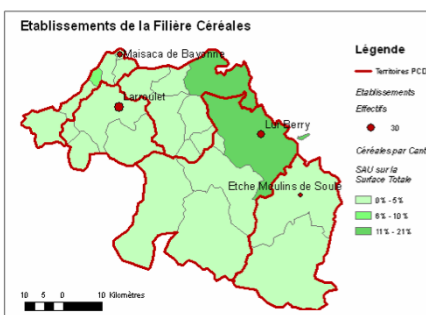 Etablissements de la Filière Céréales
Maisaca de Bayonne
Larroulet
Lur Berry
Etche Moulins de Soule
Légende
Territoires PCD
Etablissements
Effectifs
30
Céréales par Cant
SAU sur la
Surface Totale
0% - 5%
6% - 10%
11% - 21%
10 5 0 10 Kilomètres